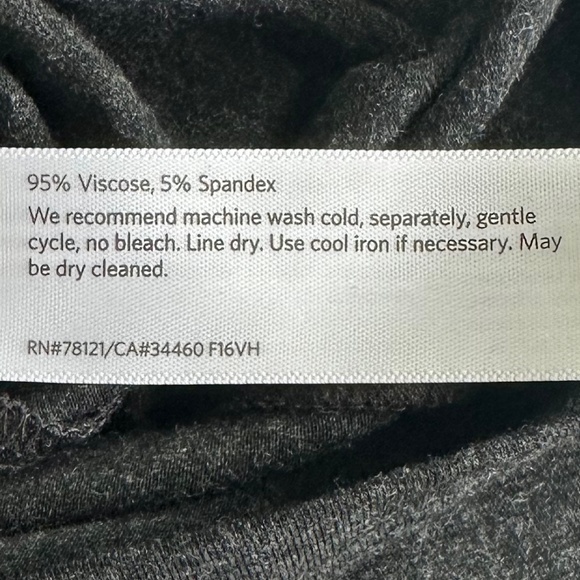 95% Viscose, 5% Spandex
We recommend machine wash cold, separately, gentle
cycle, no bleach. Line dry. Use cool iron if necessary. May
be dry cleaned.
RN#78121/CA#34460 F16VH